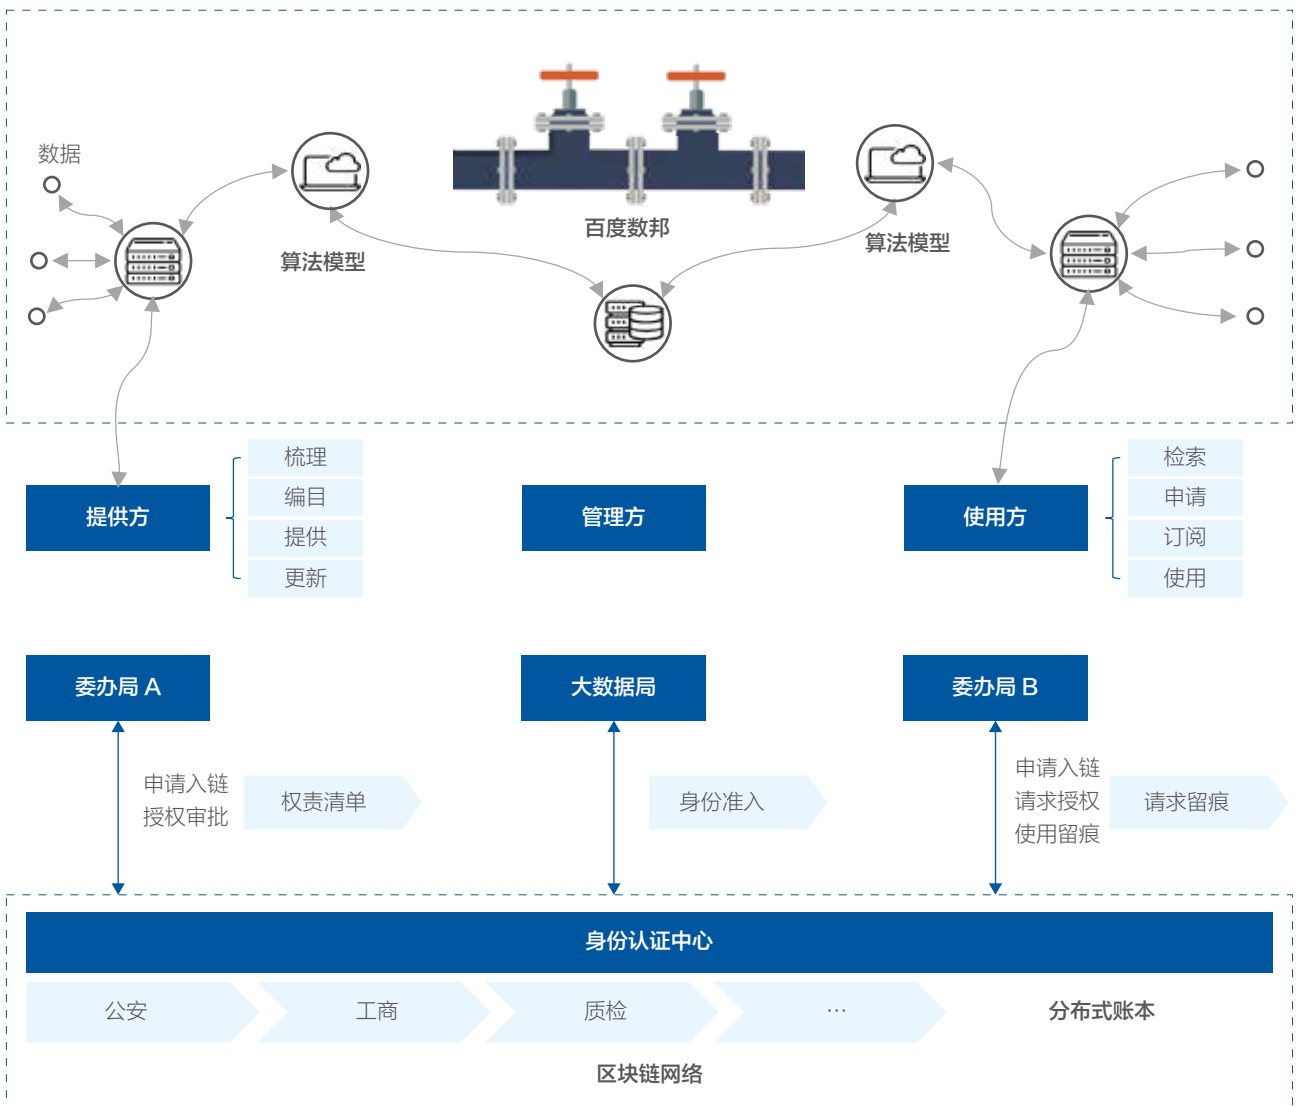 数据
百度数邦
算法模型
算法模型
梳理
编目
提供
更新
提供方
管理方
使用方
检索
申请
订阅
使用
委办局 A
大数据局
委办局 B
申请入链
授权审批
权责清单
身份准入
申请入链
请求授权
使用留痕
请求留痕
身份认证中心
公安
工商
质检
…
分布式账本
区块链网络